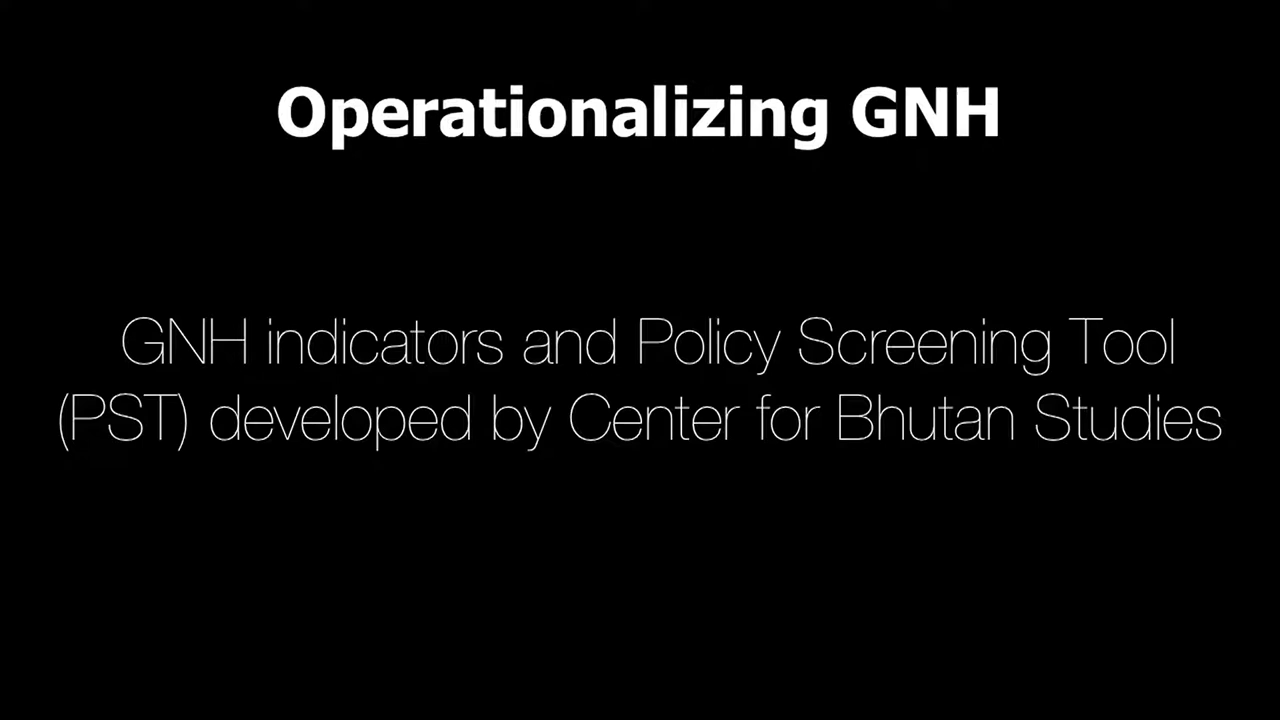 Operationalizing GNH
GNH indicators and Policy Screening Tool
(PST) developed by Center for Bhutan Studies